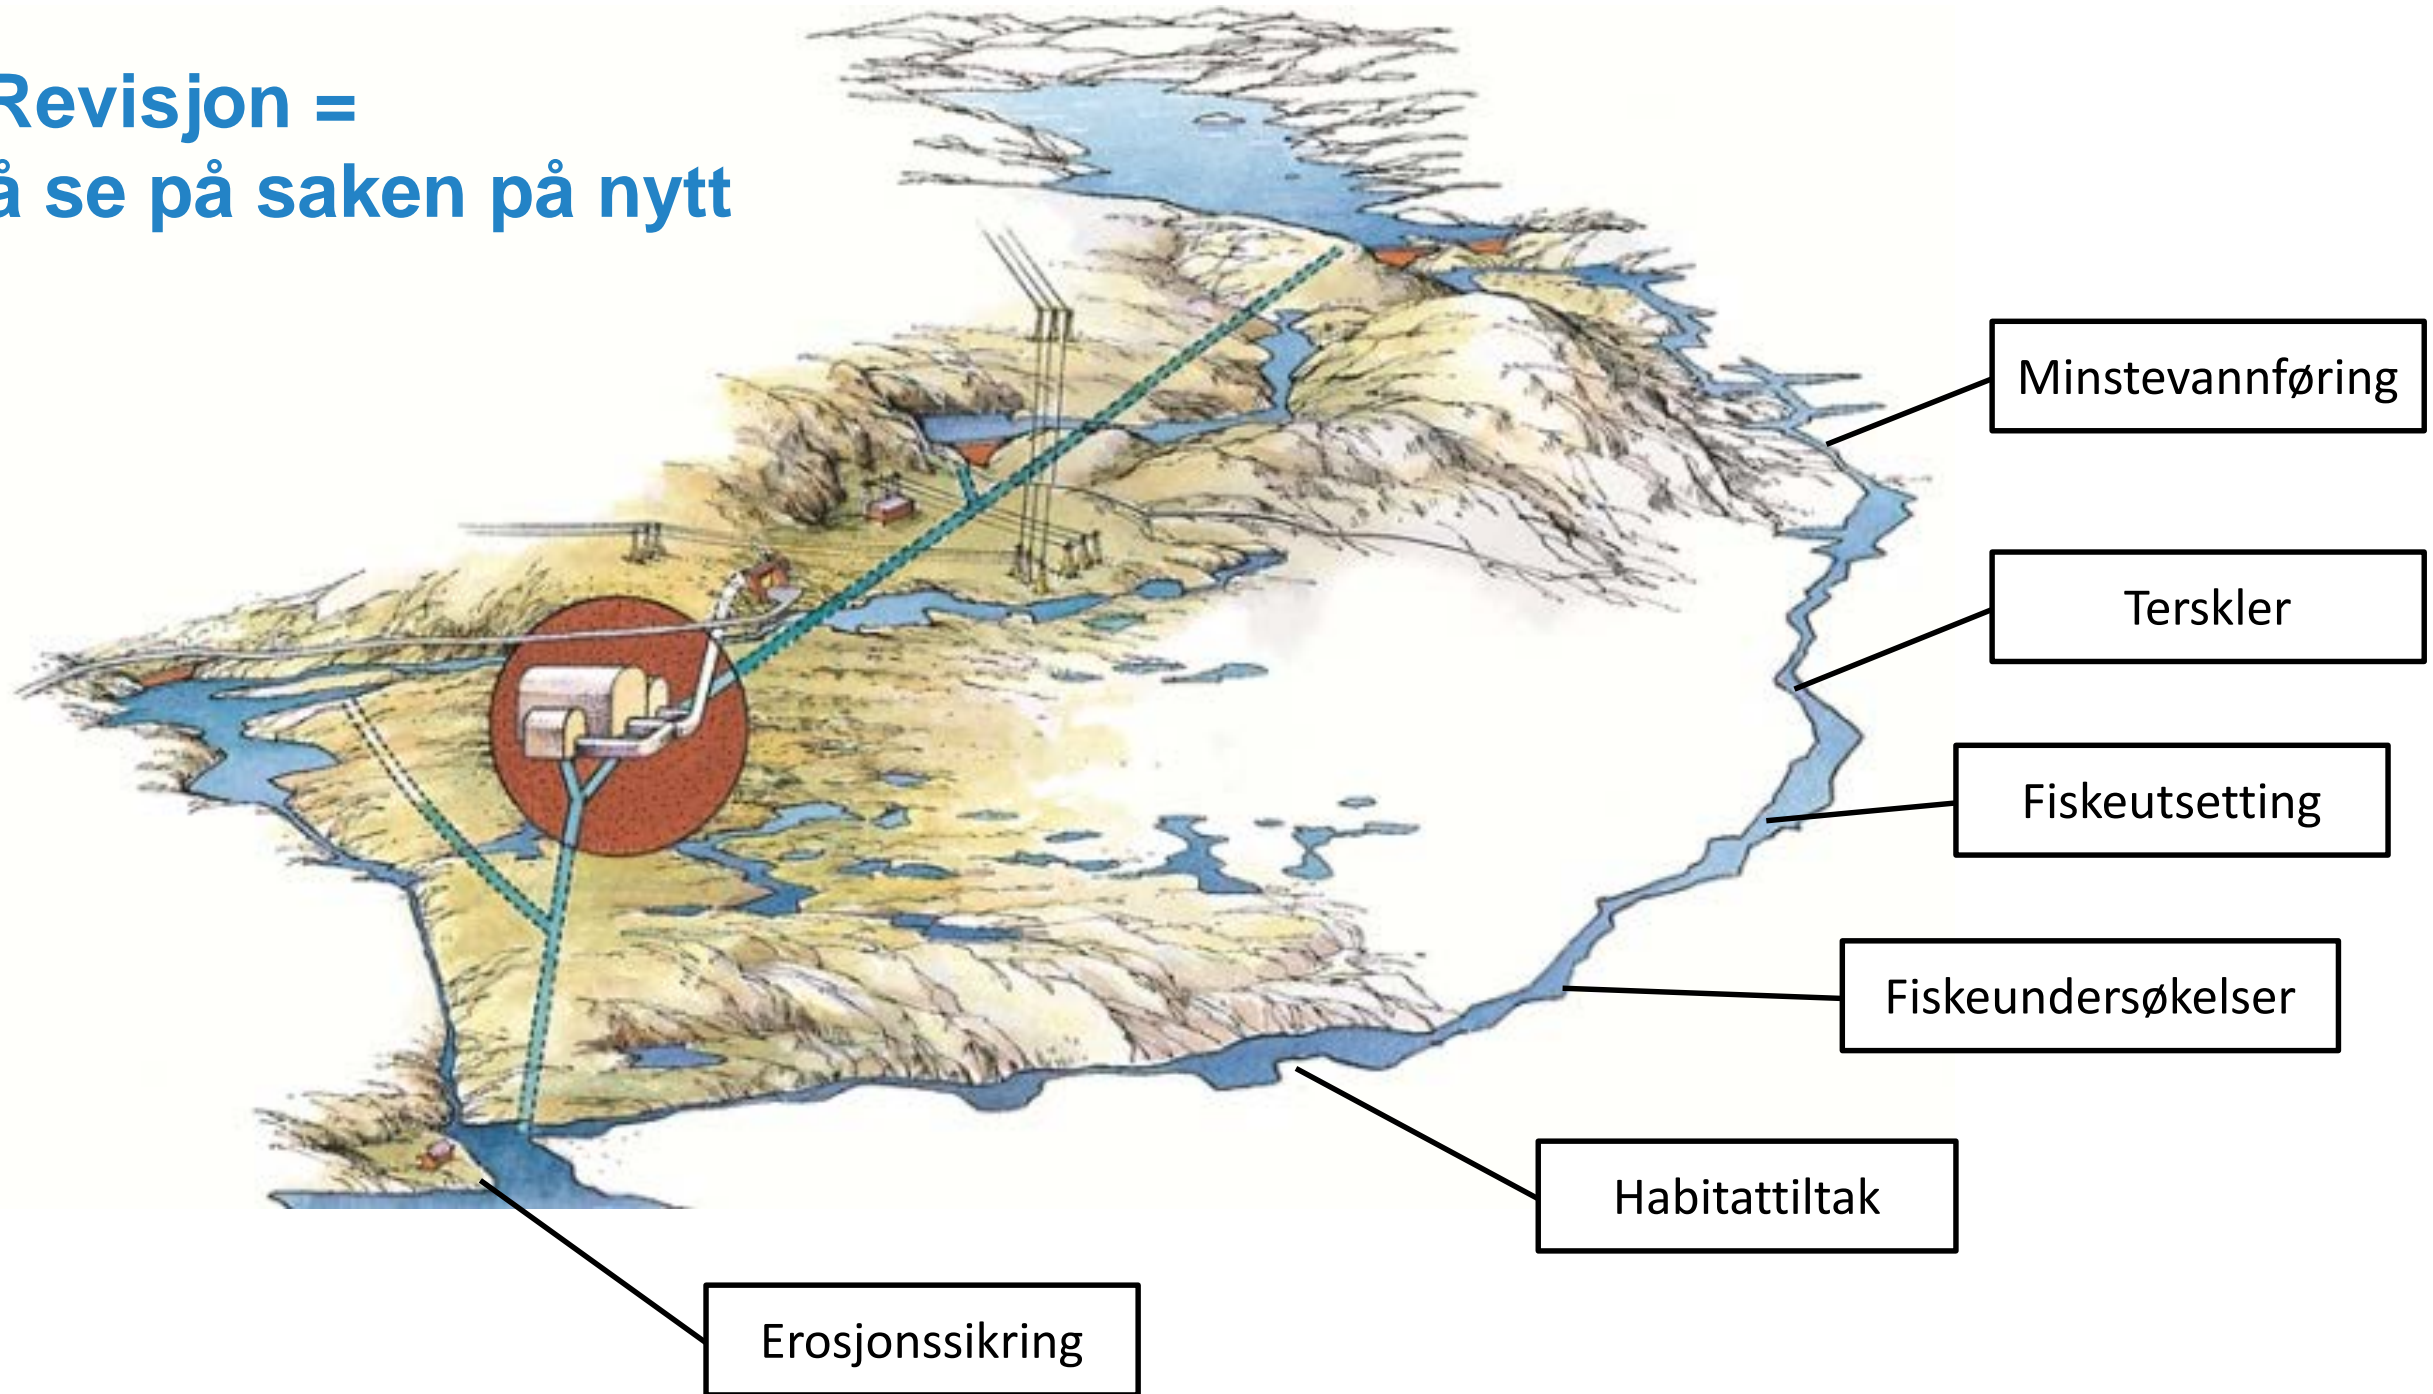 Revisjon =
å se på saken på nytt
Minstevannføring
Terskler
Fiskeutsetting
Fiskeundersøkelser
Habitattiltak
Erosjonssikring